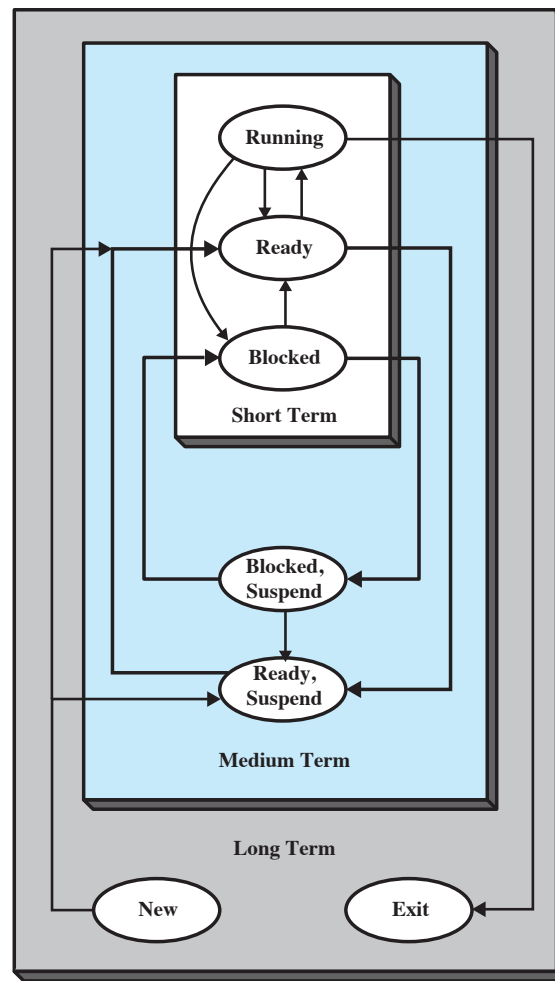 Running
Ready
Blocked
Short Term
Blocked,
Suspend
Ready,
Suspend
Medium Term
Long Term
New
Exit